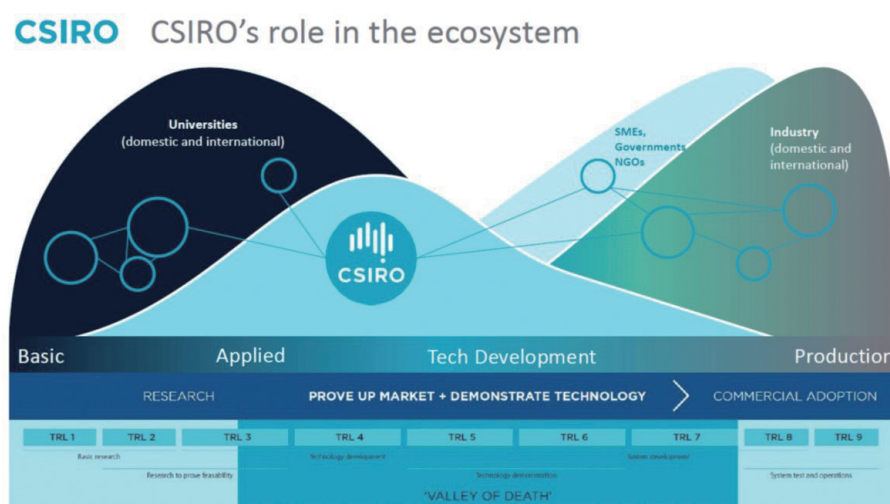 CSIRO CSIRO's role in the ecosystem
Universities
(domestic and international)
SMEs,
Governments
NGOs
Industry
(domestic and
international)
CSIRO
Basic Applied Tech Development Production
RESEARCH PROVE UP MARKET + DEMONSTRATE TECHNOLOGY COMMERCIAL ADOPTION
TRL 1 TRL 2 TRL 3 TRL 4 TRL 5 TRL 6 TRL 7 TRL 8 TRL 9
Basic research Technology development System development
Research to prove feasability Technology demonstration System test and operations
"VALLEY OF DEATH"